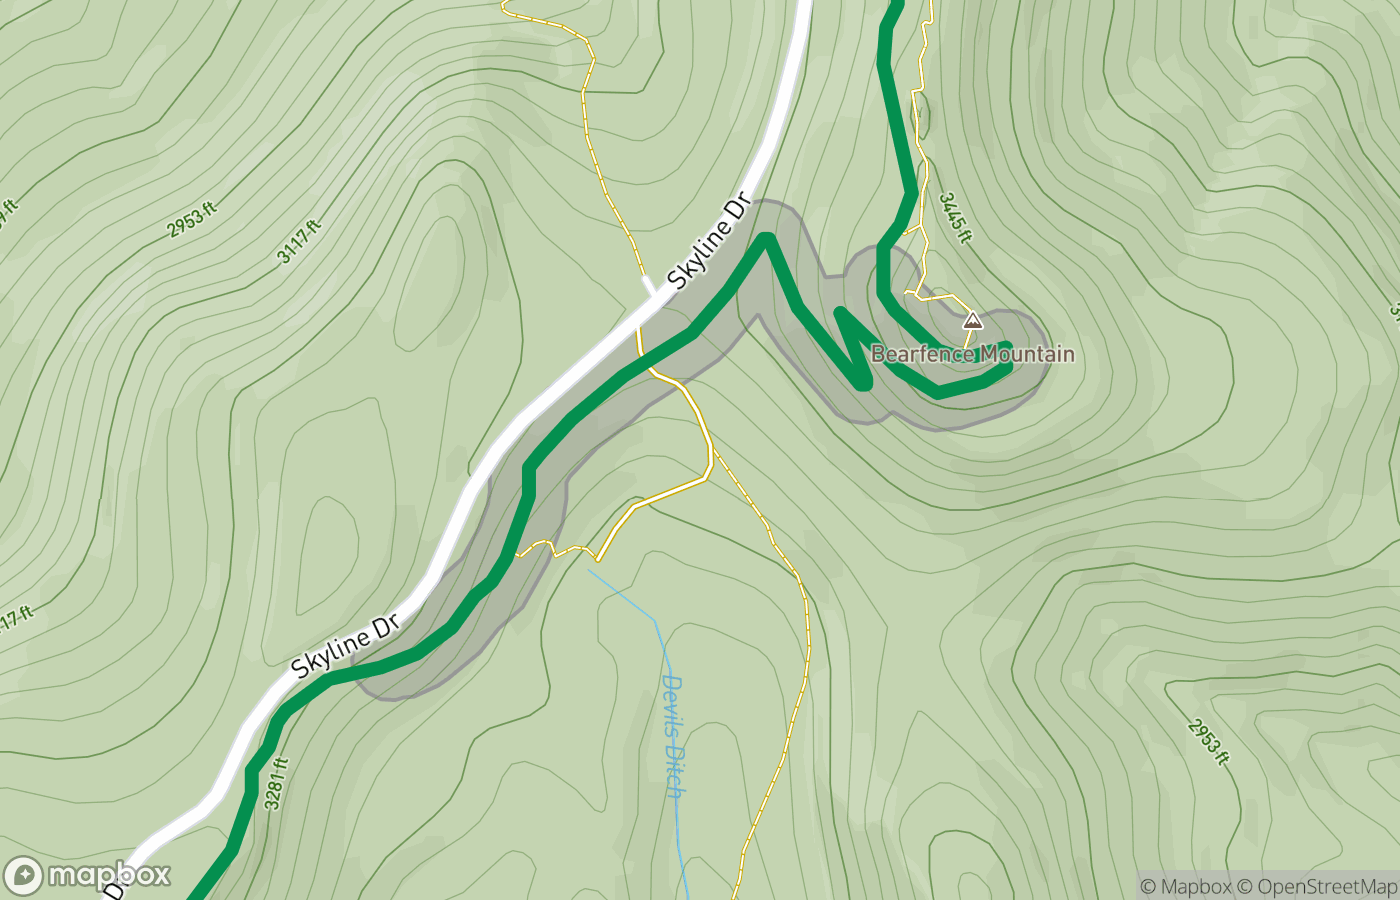 2953 ft
3117 ft
Skyline Dr
3445 ft
Bearfence Mountain
Skyline Dr
Devils Ditch
2953 ft
3281 ft
mapbox
© Mapbox © OpenStreetMap